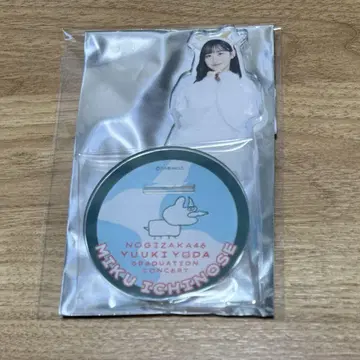 NOGIZAKA46
YUUKI YODA
GRADUATION
CONCERT
MIKU ICHINOSE